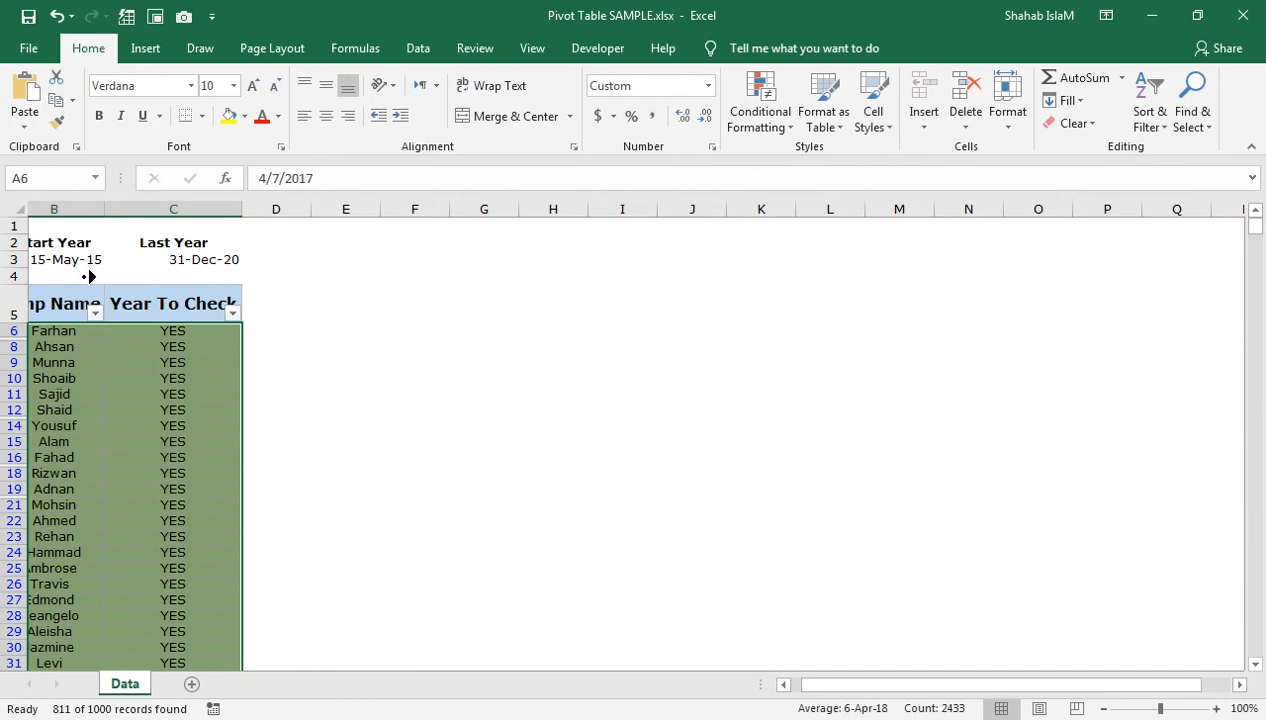 Pivot Table SAMPLE.xlsx - Excel
Shahab IslaM
File Home Insert Draw Page Layout Formulas Data Review View Developer Help Tell me what you want to do Share
Paste
Verdana 10
B I U
Wrap Text
Merge & Center
Custom
$ % ,
Conditional Formatting
Format as Table
Cell Styles
Insert
Delete
Format
AutoSum
Fill
Clear
Sort & Filter
Find & Select
Clipboard Font Alignment Number Styles Cells Editing
A6 fx 4/7/2017
B C D E F G H I J K L M N O P Q
1
2 tart Year Last Year
3 15-May-15 31-Dec-20
4
5 np Name Year To Check
6 Farhan YES
8 Ahsan YES
9 Munna YES
10 Shoaib YES
11 Sajid YES
12 Shaid YES
14 Yousuf YES
15 Alam YES
16 Fahad YES
18 Rizwan YES
19 Adnan YES
21 Mohsin YES
22 Ahmed YES
23 Rehan YES
24 Hammad YES
25 mbrose YES
26 Travis YES
27 Edmond YES
28 eangelo YES
29 Aleisha YES
30 azmine YES
31 Levi YES
Data
Ready 811 of 1000 records found Average: 6-Apr-18 Count: 2433 100%